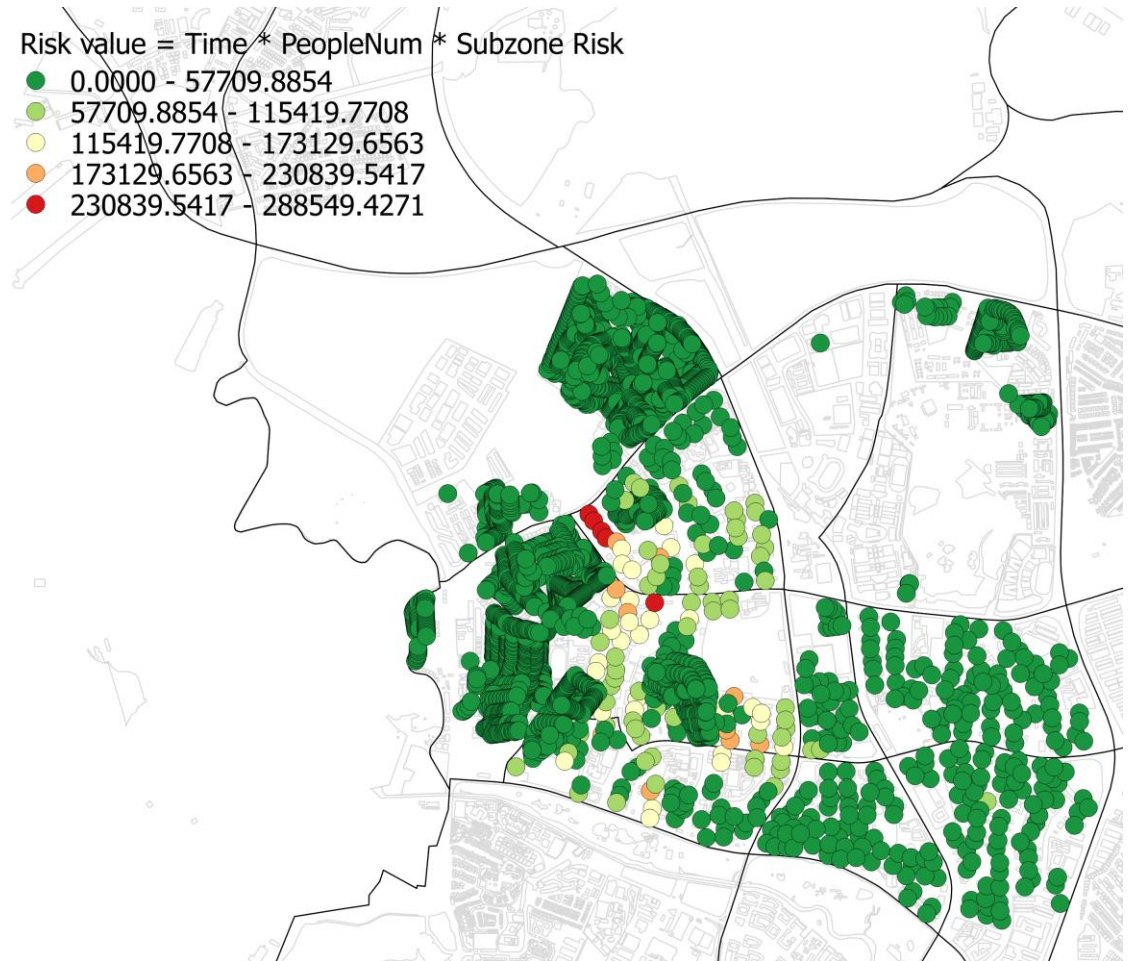 Risk value = Time * PeopleNum * Subzone Risk
0.0000 - 57709.8854
57709.8854 - 115419.7708
115419.7708 - 173129.6563
173129.6563 - 230839.5417
230839.5417 - 288549.4271